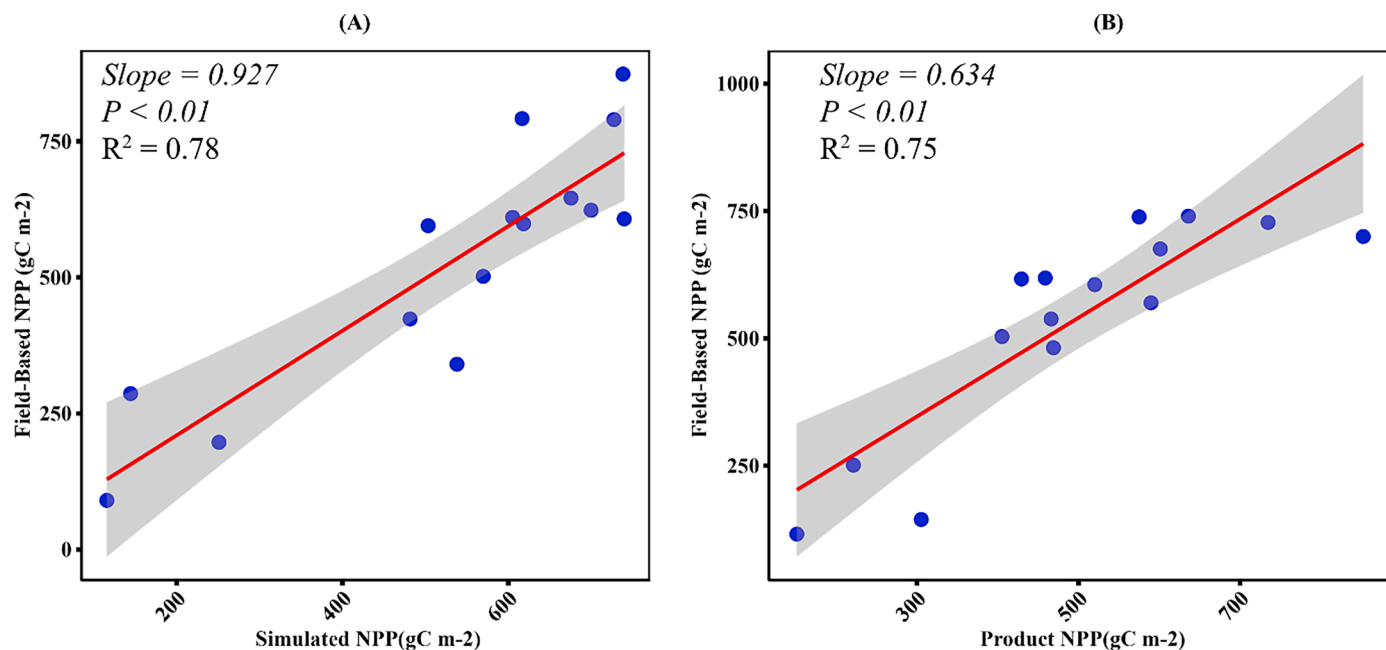 (A)
Slope = 0.927
P < 0.01
R² = 0.78
Field-Based NPP (gC m-2)
750
500
250
0
200
400
600
Simulated NPP(gC m-2)
(B)
Slope = 0.634
P < 0.01
R² = 0.75
Field-Based NPP (gC m-2)
1000
750
500
250
300
500
700
Product NPP(gC m-2)